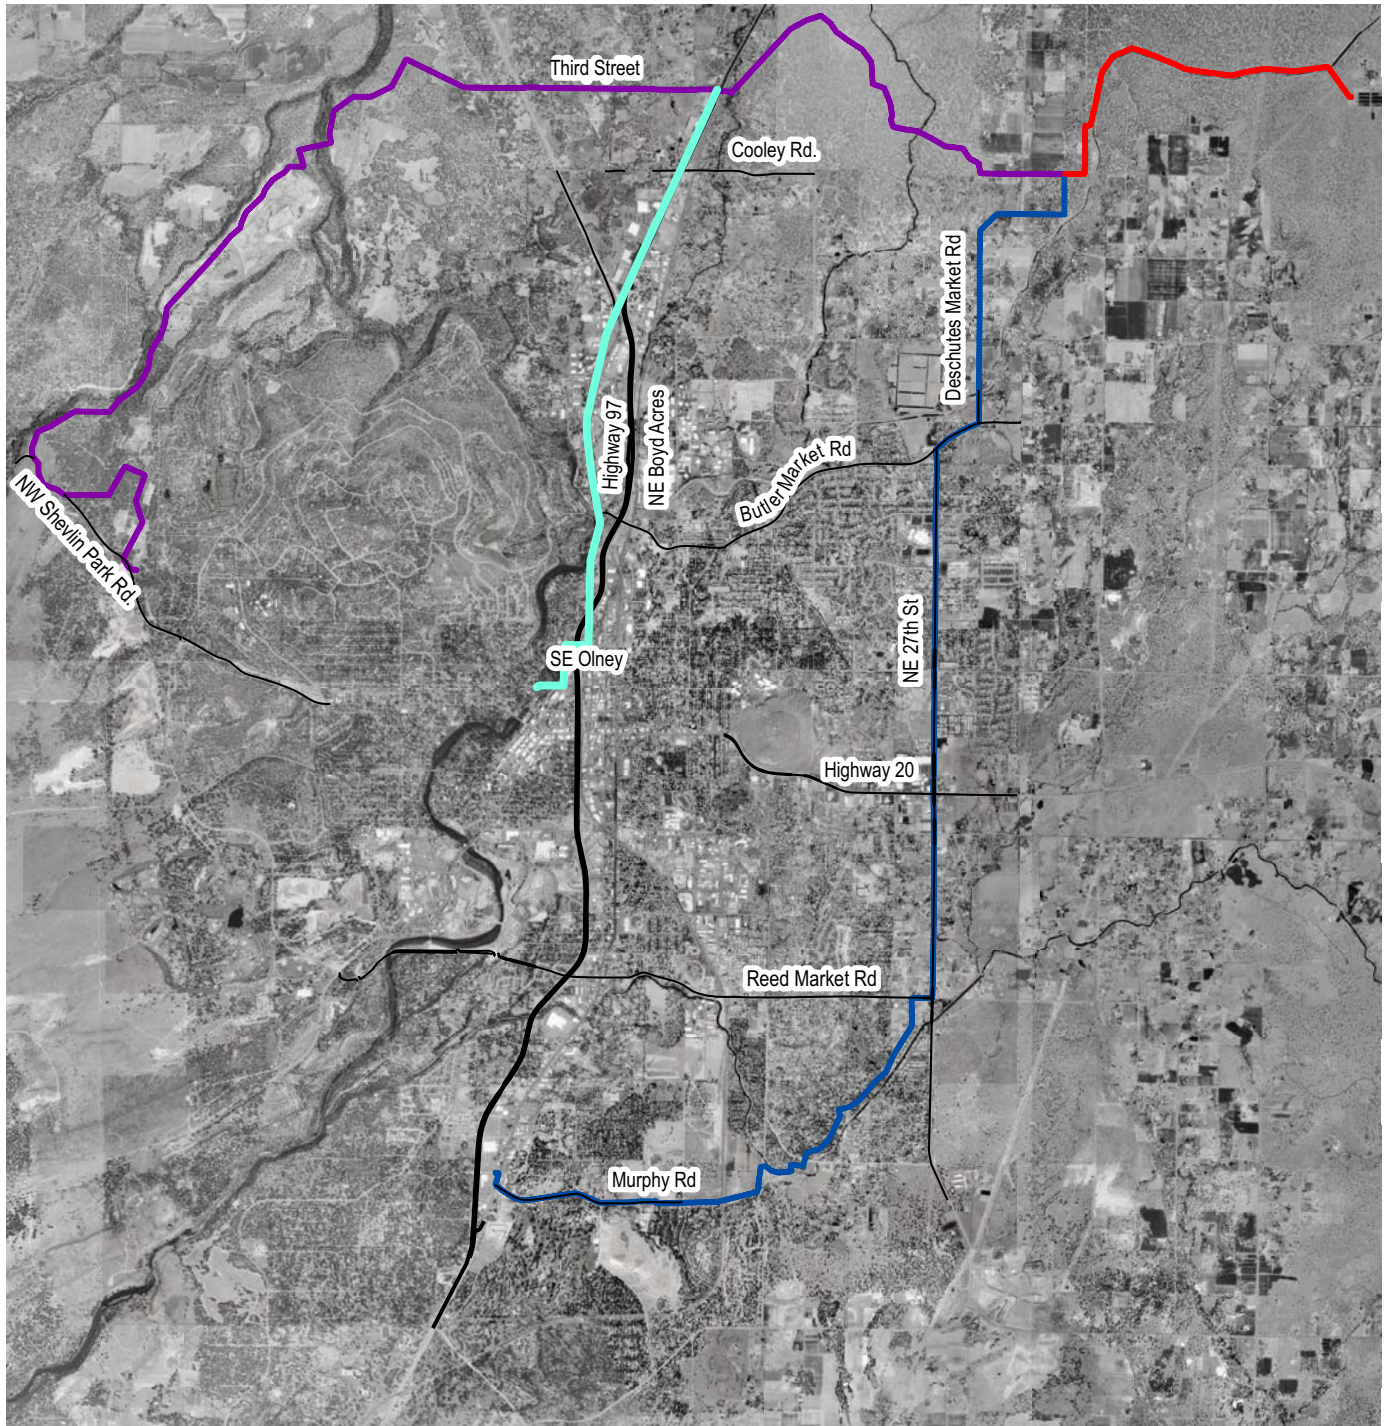 Third Street
Cooley Rd.
Deschutes Market Rd
Highway 97
NE Boyd Acres
Butler Market Rd
NW Shevlin Park Rd.
NE 27th St
SE Olney
Highway 20
Reed Market Rd
Murphy Rd